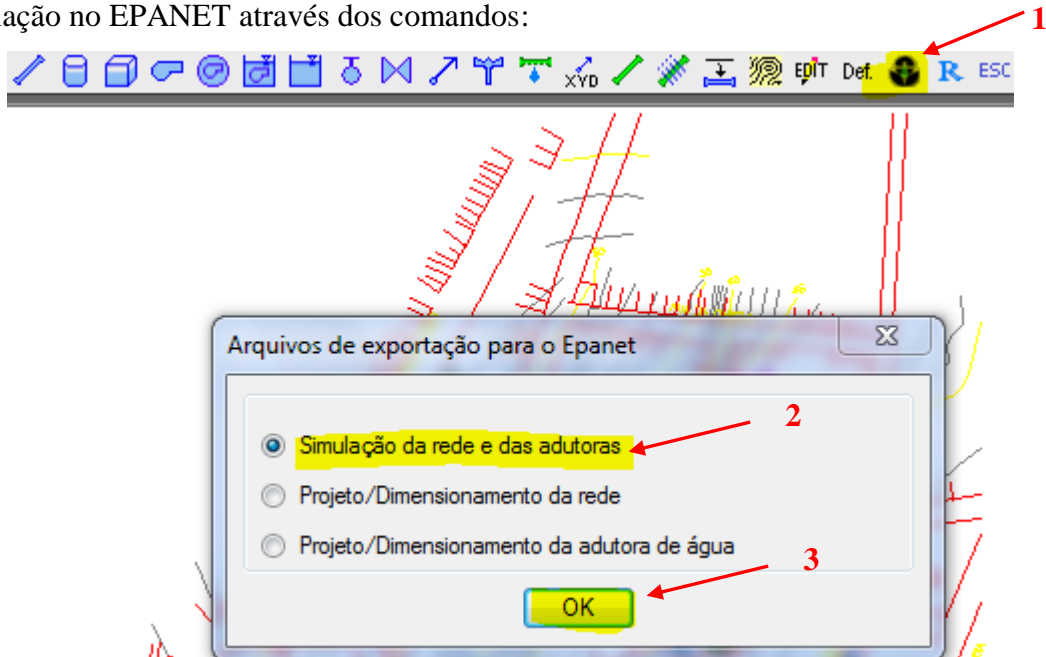 lação no EPANET através dos comandos:
1
XYD EDIT Def. R ESC
Arquivos de exportação para o Epanet
2
Simulação da rede e das adutoras
Projeto/Dimensionamento da rede
Projeto/Dimensionamento da adutora de água
3
OK